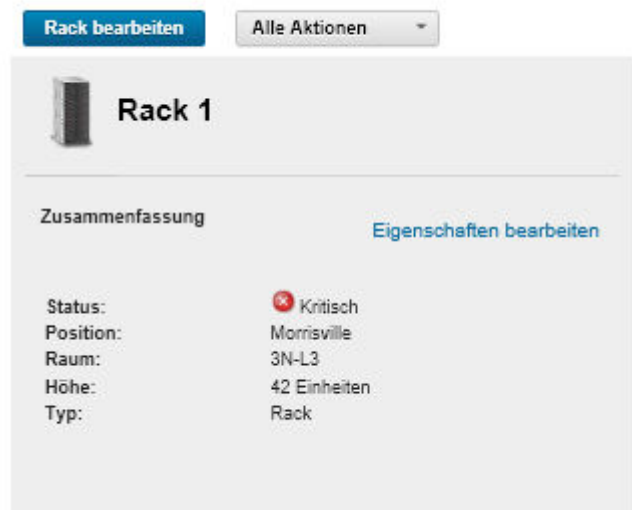 Rack bearbeiten Alle Aktionen
Rack 1
Zusammenfassung
Eigenschaften bearbeiten
Status: Kritisch
Position: Morrisville
Raum: 3N-L3
Höhe: 42 Einheiten
Typ: Rack